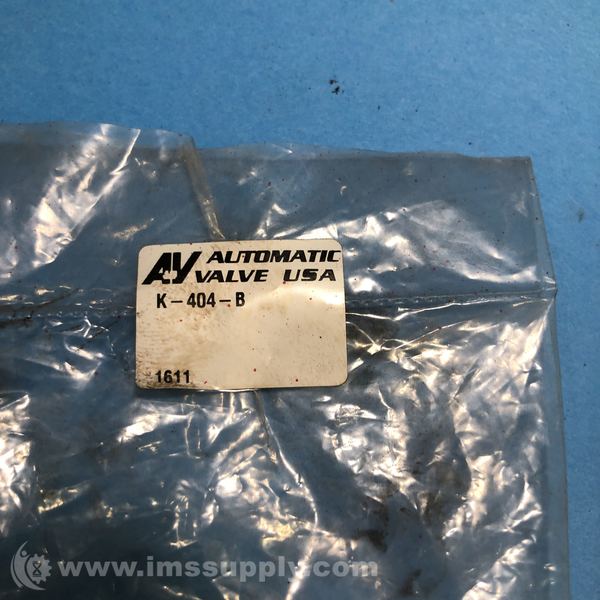 AV AUTOMATIC
VALVE USA
K-404-B
1611
www.imssupply.com